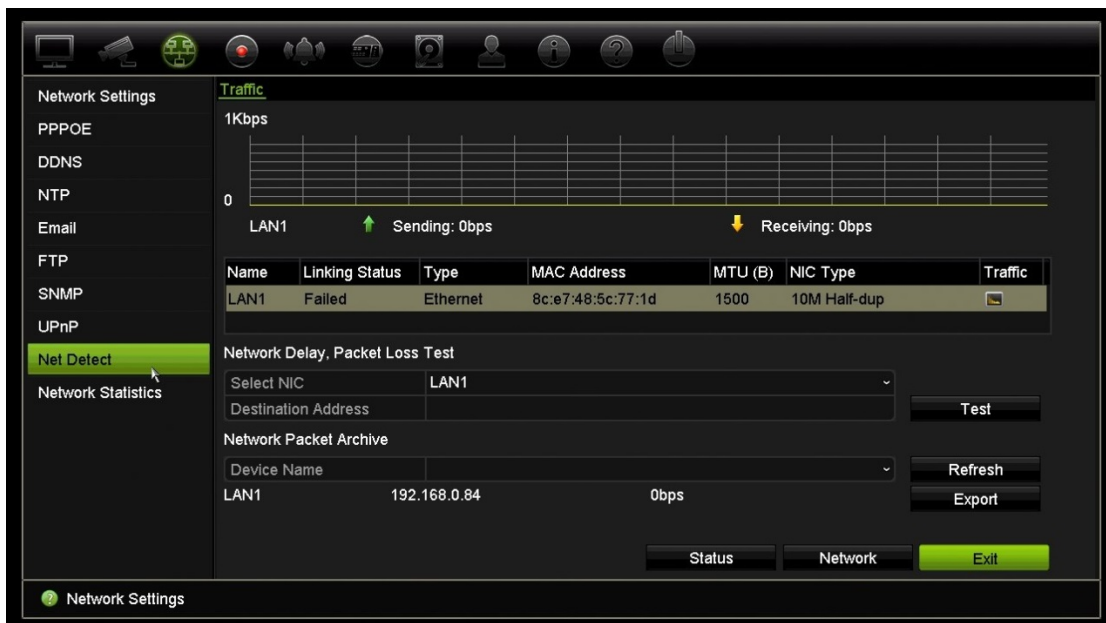 Network Settings
PPPOE
DDNS
NTP
Email
FTP
SNMP
UPnP
Net Detect
Network Statistics
Traffic
1Kbps
0
LAN1 Sending: 0bps Receiving: 0bps
Name Linking Status Type MAC Address MTU (B) NIC Type Traffic
LAN1 Failed Ethernet 8c:e7:48:5c:77:1d 1500 10M Half-dup
Network Delay, Packet Loss Test
Select NIC LAN1
Destination Address Test
Network Packet Archive
Device Name Refresh
LAN1 192.168.0.84 0bps Export
Status Network Exit
Network Settings